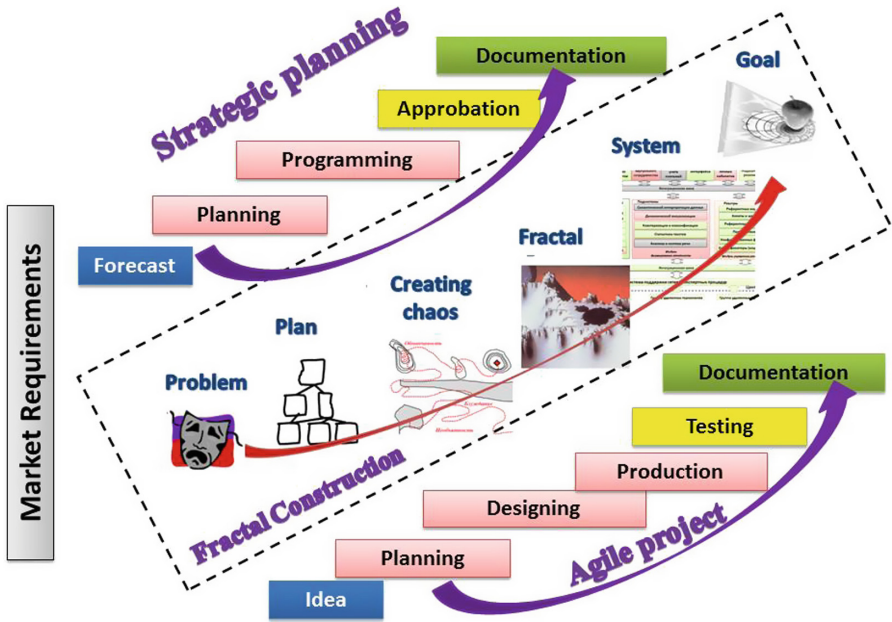 Strategic planning
Documentation
Approbation
Programming
Planning
Forecast
Market Requirements
Goal
System
Fractal
Creating
chaos
Plan
Problem
Fractal Construction
Documentation
Testing
Production
Designing
Planning
Idea
Agile project